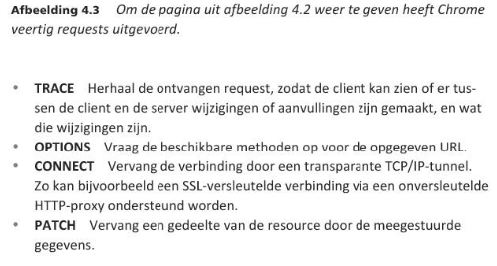 Afbeelding 4.3 Om de pagina uit afbeelding 4.2 weer te geven heeft Chrome
veertig requests uitgevoerd.
• TRACE Herhaal de ontvangen request, zodat de client kan zien of er tus-
sen de client en de server wijzigingen of aanvullingen zijn gemaakt, en wat
die wijzigingen zijn.
• OPTIONS Vraag de beschikbare methoden op voor de opgegeven URL.
• CONNECT Vervang de verbinding door een transparante TCP/IP-tunnel.
Zo kan bijvoorbeeld een SSL-versleutelde verbinding via een onversleutelde
HTTP-proxy ondersteund worden.
• PATCH Vervang een gedeelte van de resource door de meegestuurde
gegevens.